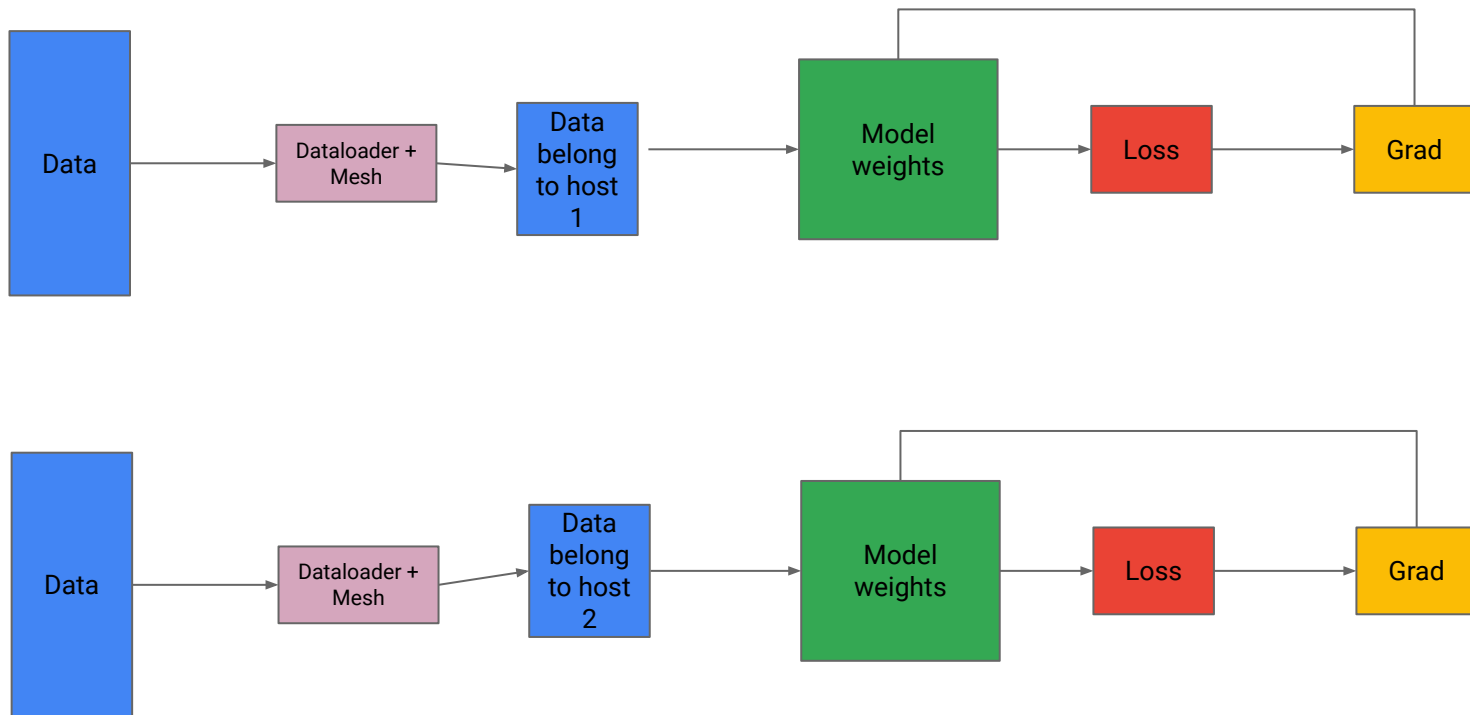 Data
Dataloader +
Mesh
Data
belong
to host
1
Model
weights
Loss
Grad
Data
Dataloader +
Mesh
Data
belong
to host
2
Model
weights
Loss
Grad